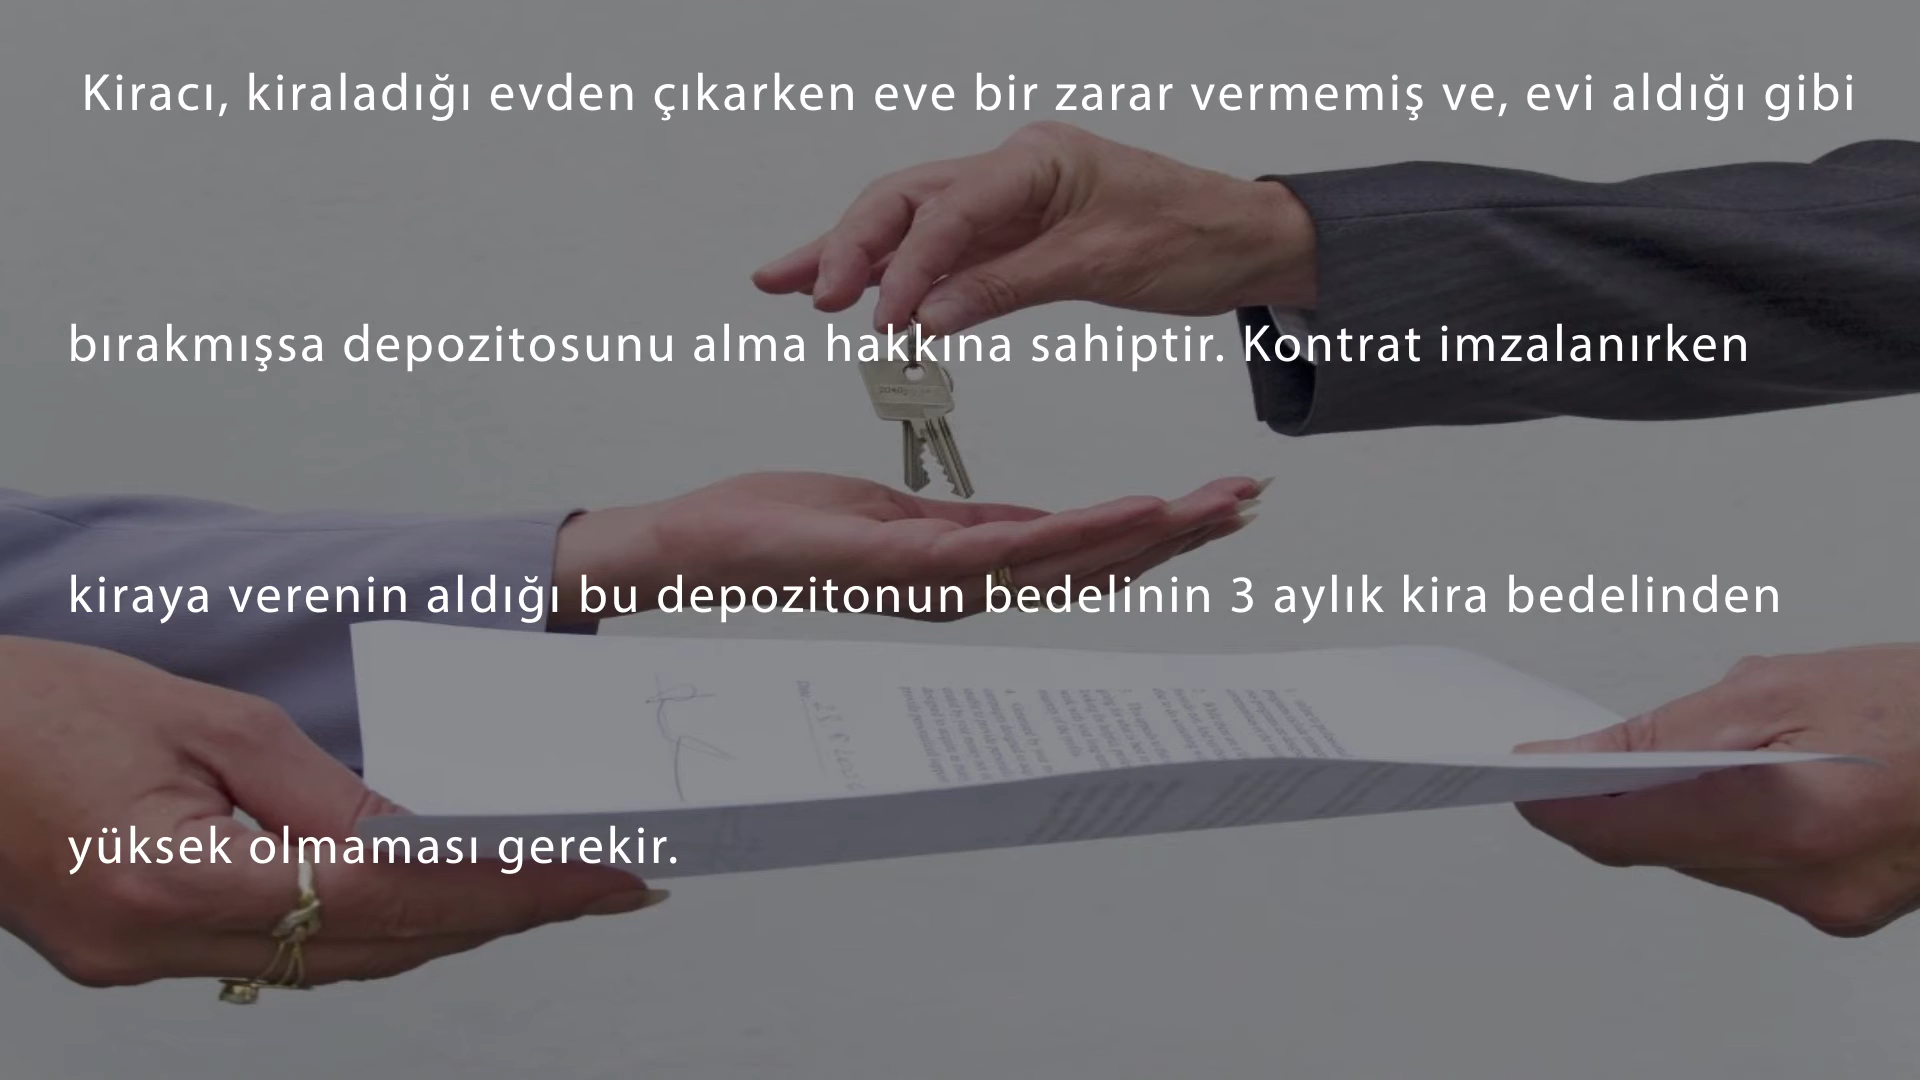 Kiracı, kiraladığı evden çıkarken eve bir zarar vermemiş ve, evi aldığı gibi
bırakmışsa depozitosunu alma hakkına sahiptir. Kontrat imzalanırken
kiraya verenin aldığı bu depozitonun bedelinin 3 aylık kira bedelinden
yüksek olmaması gerekir.